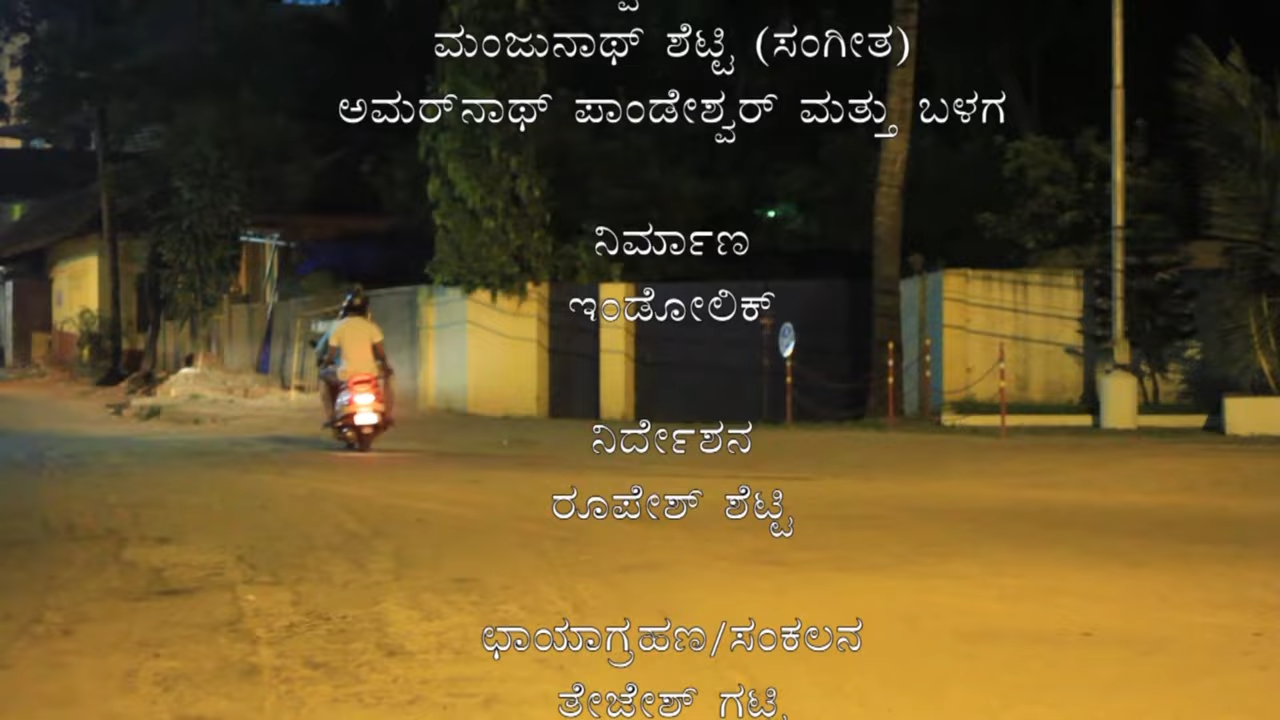 ಮಂಜುನಾಥ್ ಶೆಟ್ಟಿ (ಸಂಗೀತ)
ಅಮರ್‌ನಾಥ್ ಪಾಂಡೇಶ್ವರ್ ಮತ್ತು ಬಳಗ
ನಿರ್ಮಾಣ
ಇಂಡೋಲಿಕ್
ನಿರ್ದೇಶನ
ರೂಪೇಶ್ ಶೆಟ್ಟಿ
ಛಾಯಾಗ್ರಹಣ/ಸಂಕಲನ
ತೇಜೇಶ್ ಗಟ್ಟಿ